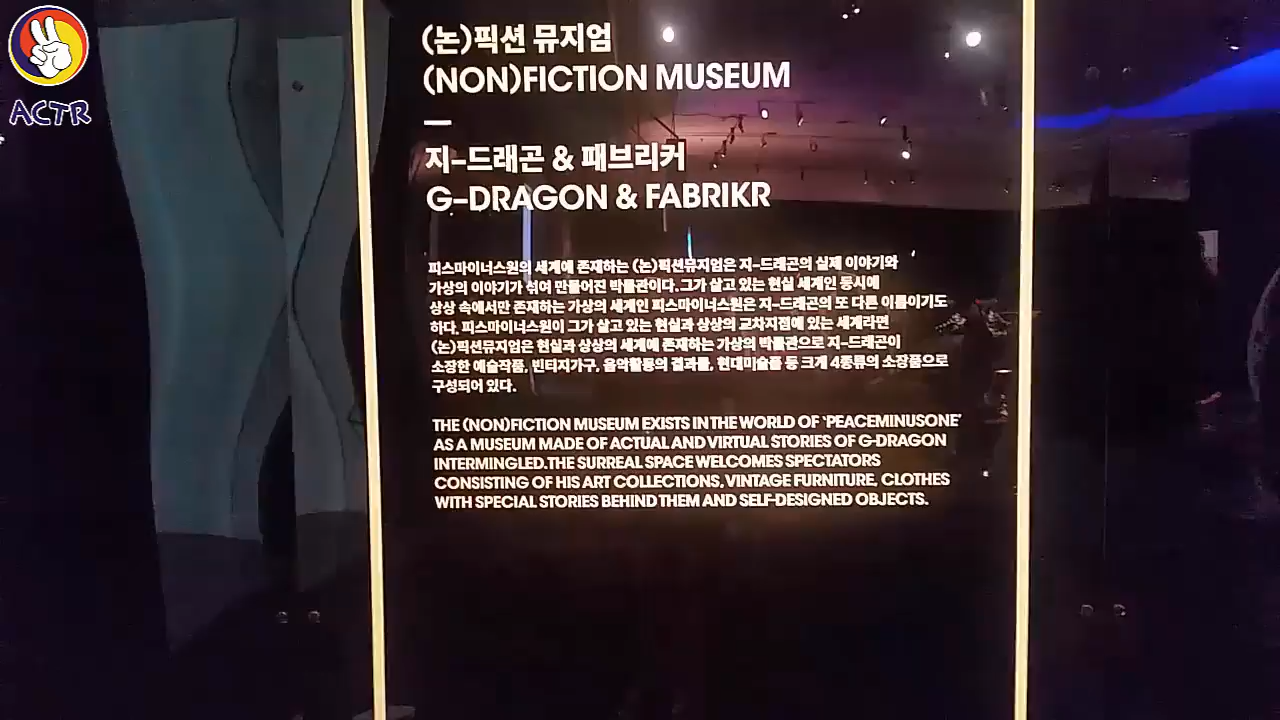 ACTR
(논)픽션 뮤지엄
(NON)FICTION MUSEUM
—
지-드래곤 & 패브리커
G-DRAGON & FABRIKR
피스마이너스원의 세계에 존재하는 (논)픽션뮤지엄은 지-드래곤의 실제 이야기와
가상의 이야기가 섞여 만들어진 박물관이다. 그가 살고 있는 현실 세계인 동시에
상상 속에서만 존재하는 가상의 세계인 피스마이너스원은 지-드래곤의 또 다른 이름이기도
하다. 피스마이너스원이 그가 살고 있는 현실과 상상의 교차지점에 있는 세계라면
(논)픽션뮤지엄은 현실과 상상의 세계에 존재하는 가상의 박물관으로 지-드래곤이
소장한 예술작품, 빈티지가구, 음악활동의 결과물, 현대미술품 등 크게 4종류의 소장품으로
구성되어 있다.
THE (NON)FICTION MUSEUM EXISTS IN THE WORLD OF 'PEACEMINUSONE'
AS A MUSEUM MADE OF ACTUAL AND VIRTUAL STORIES OF G-DRAGON
INTERMINGLED.THE SURREAL SPACE WELCOMES SPECTATORS
CONSISTING OF HIS ART COLLECTIONS, VINTAGE FURNITURE, CLOTHES
WITH SPECIAL STORIES BEHIND THEM AND SELF-DESIGNED OBJECTS.